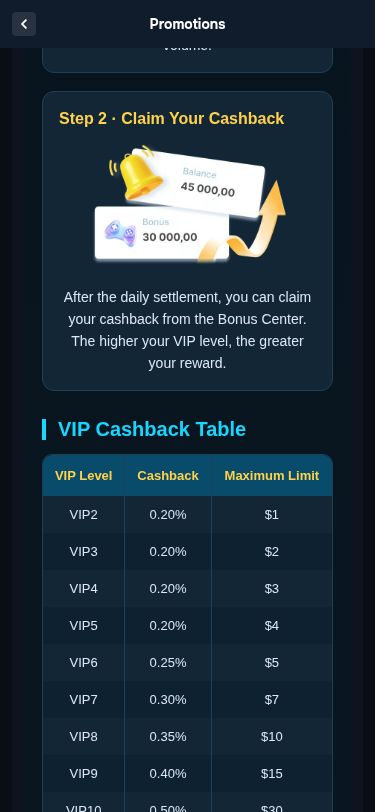 Promotions
volume.
Step 2 · Claim Your Cashback
Balance
45 000,00
Bonus
30 000,00
After the daily settlement, you can claim
your cashback from the Bonus Center.
The higher your VIP level, the greater
your reward.
VIP Cashback Table
VIP Level Cashback Maximum Limit
VIP2 0.20% $1
VIP3 0.20% $2
VIP4 0.20% $3
VIP5 0.20% $4
VIP6 0.25% $5
VIP7 0.30% $7
VIP8 0.35% $10
VIP9 0.40% $15
VIP10 0.50% $30